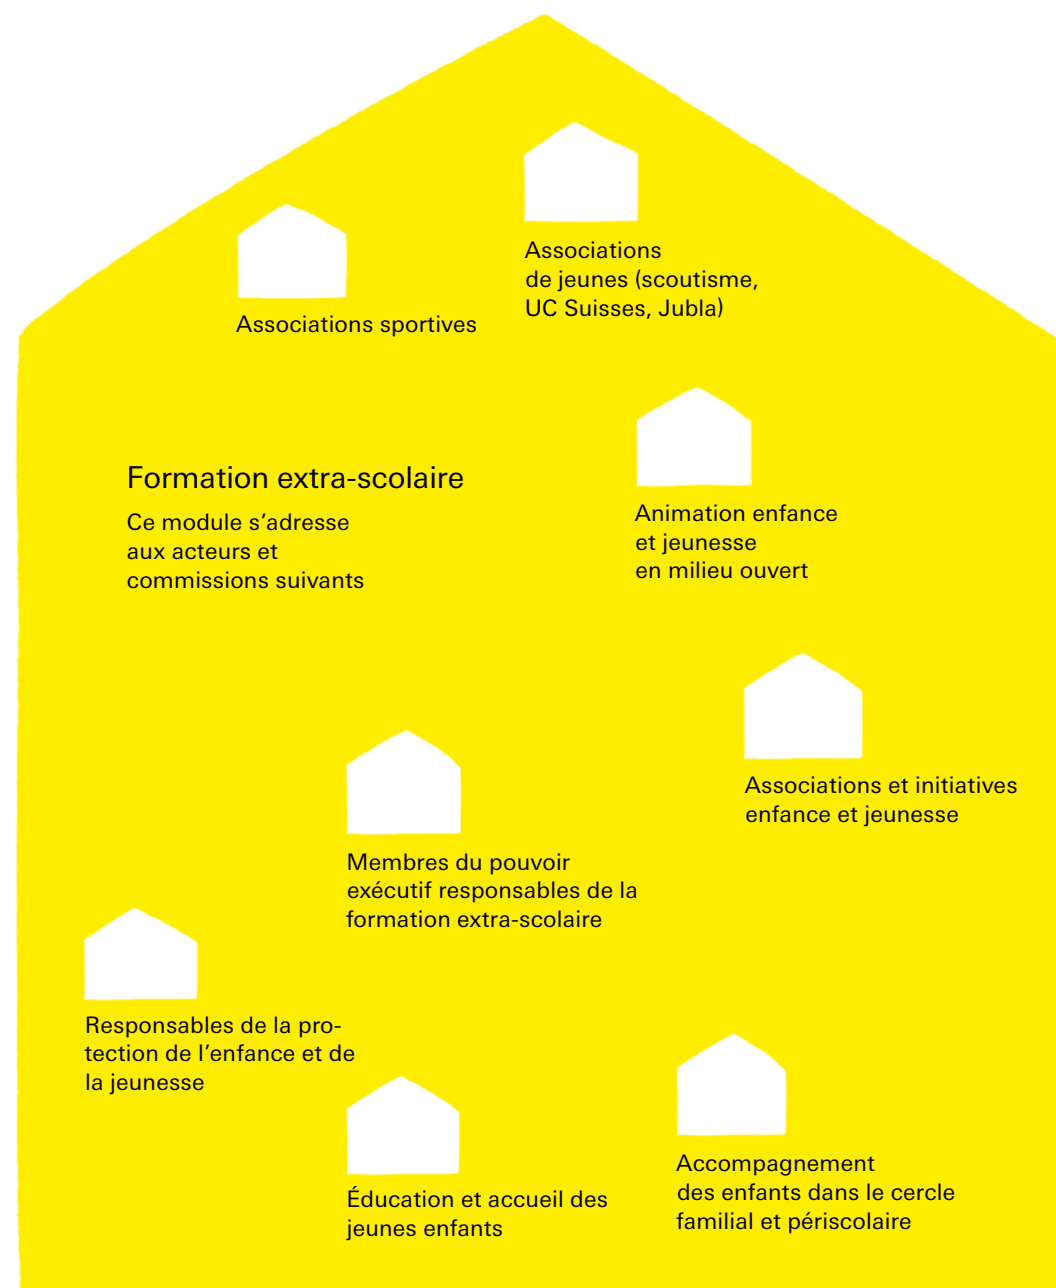 Associations
de jeunes (scoutisme,
UC Suisses, Jubla)
Associations sportives
Formation extra-scolaire
Ce module s’adresse
aux acteurs et
commissions suivants
Animation enfance
et jeunesse
en milieu ouvert
Associations et initiatives
enfance et jeunesse
Membres du pouvoir
exécutif responsables de la
formation extra-scolaire
Responsables de la pro-
tection de l’enfance et de
la jeunesse
Accompagnement
des enfants dans le cercle
familial et périscolaire
Éducation et accueil des
jeunes enfants